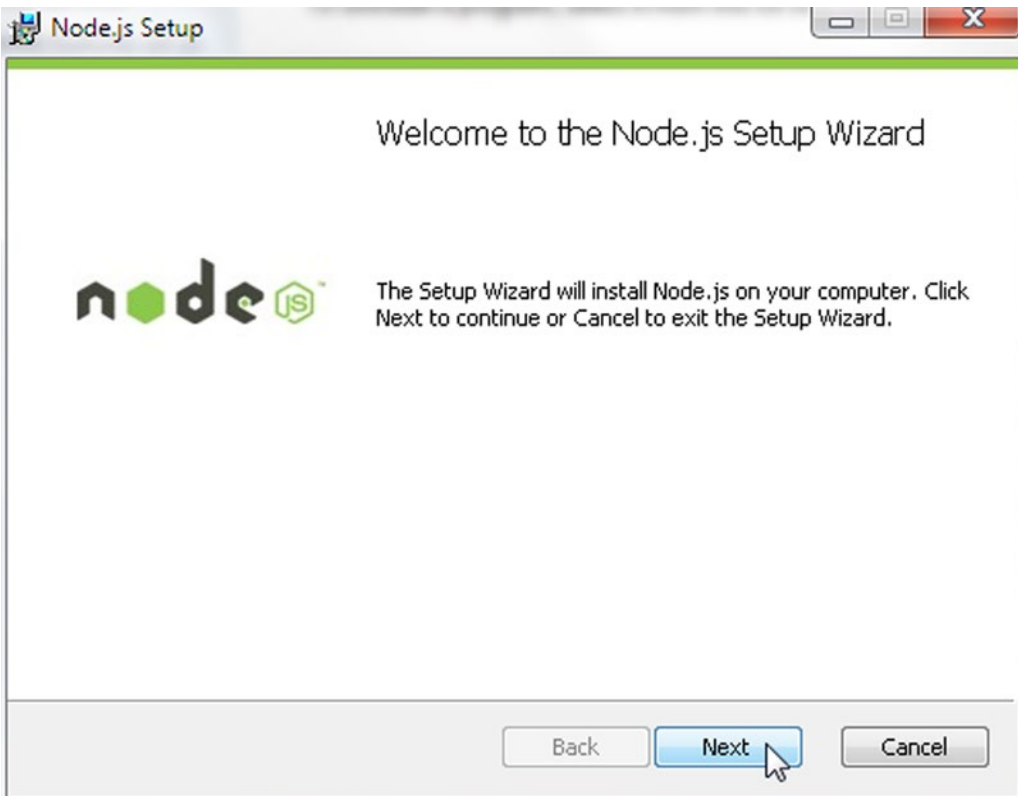 Node.js Setup
Welcome to the Node.js Setup Wizard
node JS™
The Setup Wizard will install Node.js on your computer. Click
Next to continue or Cancel to exit the Setup Wizard.
Back Next Cancel